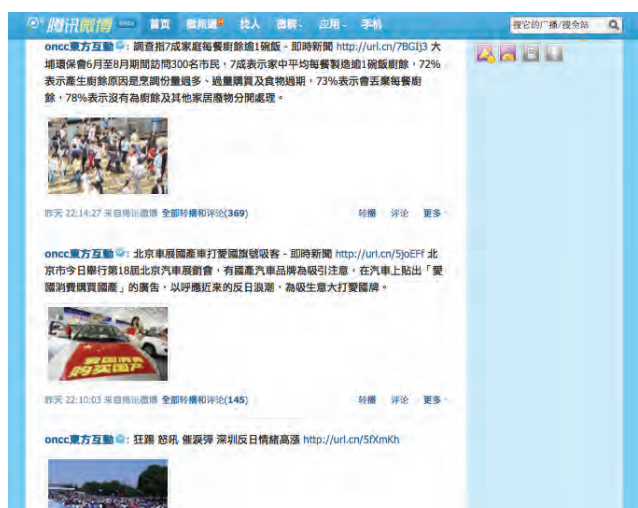 腾讯微博 Beta 首页 微频道 找人 微群 应用 手机 搜它的广播/搜全站
oncc東方互動: 調查指7成家庭每餐廚餘逾1碗飯 - 即時新聞 http://url.cn/7BGIj3 大
埔環保會6月至8月期間訪問300名市民，7成表示家中平均每餐製造逾1碗飯廚餘，72%
表示產生廚餘原因是烹調份量過多、過量購買及食物過期，73%表示會丟棄每餐廚
餘，78%表示沒有為廚餘及其他家居廢物分開處理。
昨天 22:14:27 来自腾讯微博 全部转播和评论(369) 转播 评论 更多
oncc東方互動: 北京車展國產車打愛國旗號吸客 - 即時新聞 http://url.cn/5joEFf 北
京市今日舉行第18屆北京汽車展銷會，有國產汽車品牌為吸引注意，在汽車上貼出「愛
國消費購買國產」的廣告，以呼應近來的反日浪潮，為吸生意大打愛國牌。
爱国消费
购买国产
昨天 22:10:03 来自腾讯微博 全部转播和评论(145) 转播 评论 更多
oncc東方互動: 狂踢 怒吼 催淚彈 深圳反日情緒高漲 http://url.cn/5fXmKh